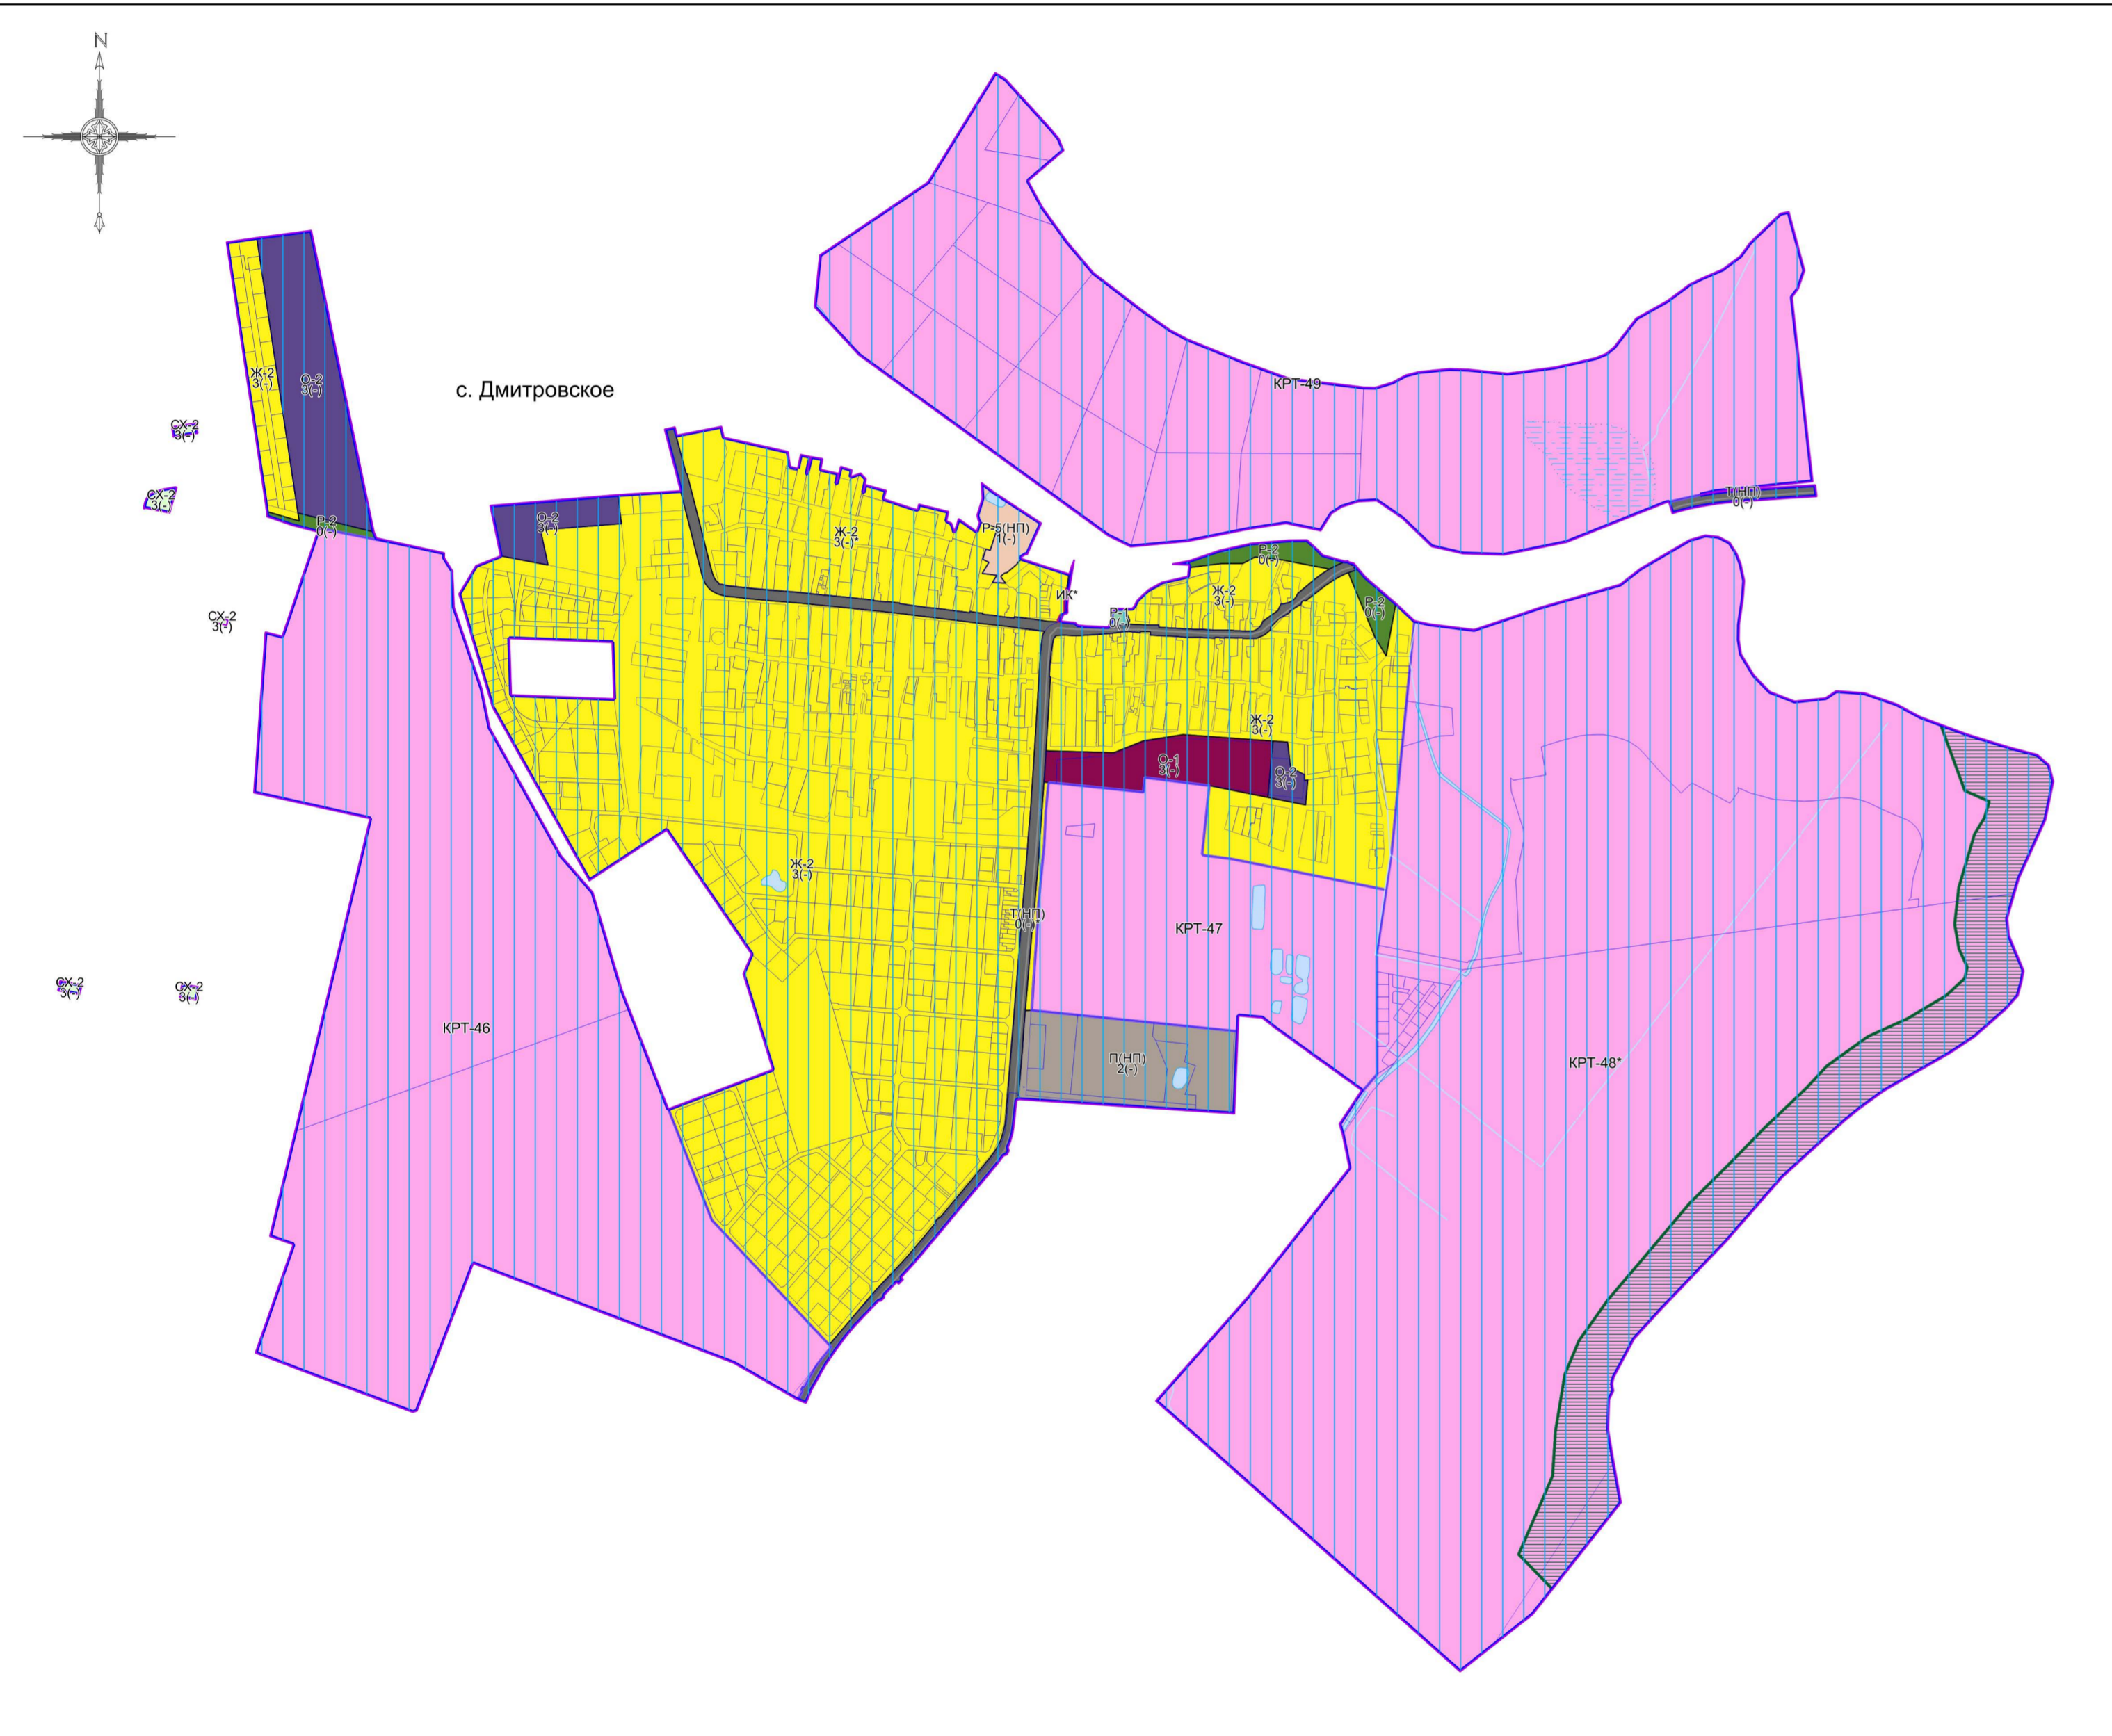 N
с. Дмитровское
КРТ-49
Ж-2
3(-)
О-2
3(-)
СХ-2
3(-)
СХ-2
3(-)
Р-2
0(-)
Т(НП)
0(-)
О-2
3(-)
Ж-2
3(-)*
Р-5(НП)
1(-)
Р-2
0(-)
ИК*
Ж-2
3(-)
Р-1
0(-)
Р-2
0(-)
СХ-2
3(-)
Ж-2
3(-)
О-1
3(-)
О-2
3(-)
Ж-2
3(-)
Т(НП)
0(-)*
КРТ-47
СХ-2
3(-)
СХ-2
3(-)
КРТ-46
П(НП)
2(-)
КРТ-48*